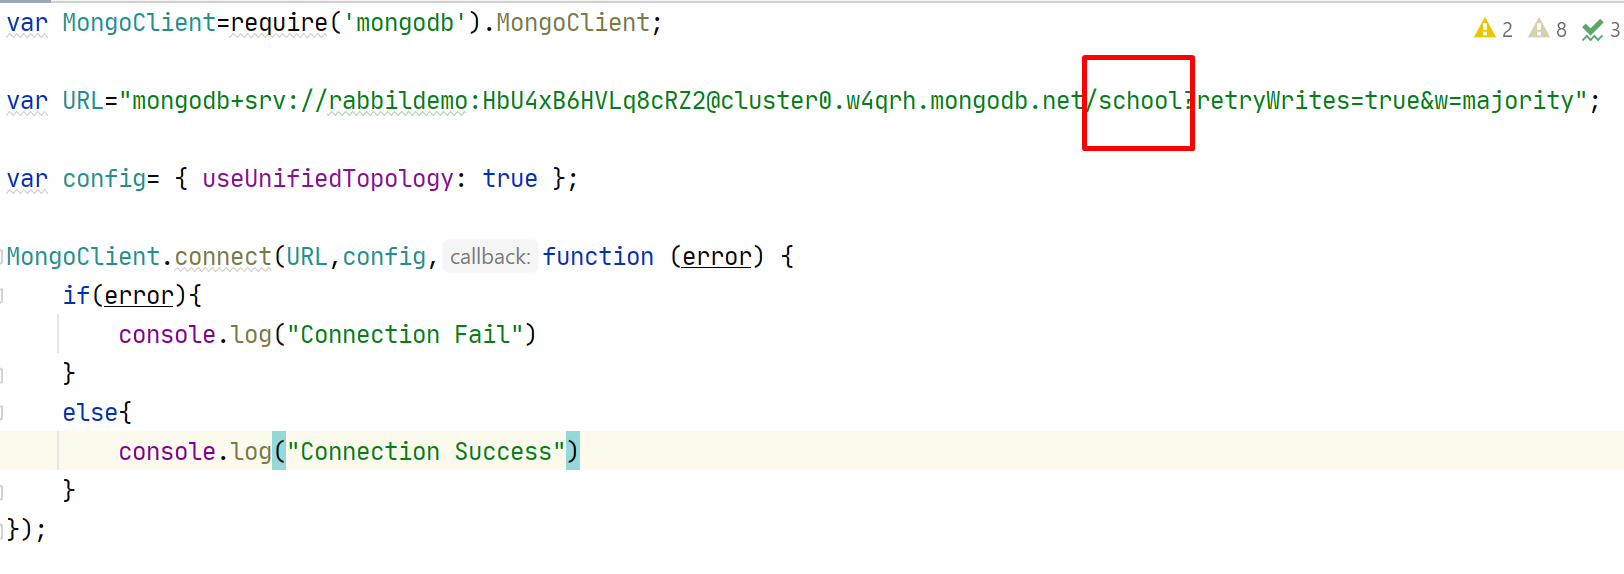 var MongoClient=require('mongodb').MongoClient;
2 8 3
var URL="mongodb+srv://rabbildemo:HbU4xB6HVLq8cRZ2@cluster0.w4qrh.mongodb.net/school?retryWrites=true&w=majority";
var config= { useUnifiedTopology: true };
MongoClient.connect(URL,config, callback: function (error) {
if(error){
console.log("Connection Fail")
}
else{
console.log("Connection Success")
}
});